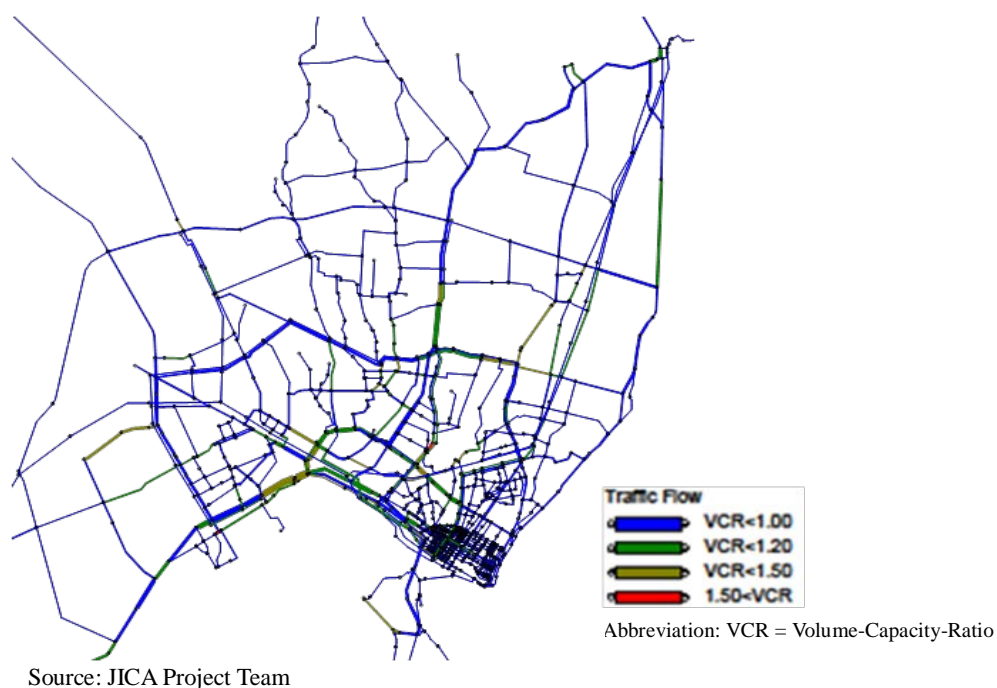 Traffic Flow
VCR<1.00
VCR<1.20
VCR<1.50
1.50<VCR
Abbreviation: VCR = Volume-Capacity-Ratio
Source: JICA Project Team